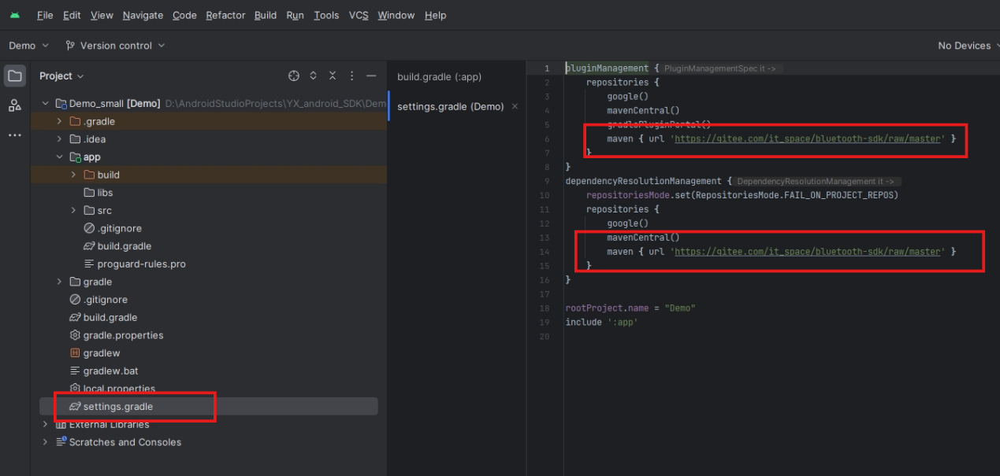 File Edit View Navigate Code Refactor Build Run Tools VCS Window Help
Demo Version control No Devices
Project
Demo_small [Demo] D:\AndroidStudioProjects\YX_android_SDK\Dem
.gradle
.idea
app
build
libs
src
.gitignore
build.gradle
proguard-rules.pro
gradle
.gitignore
build.gradle
gradle.properties
gradlew
gradlew.bat
local.properties
settings.gradle
External Libraries
Scratches and Consoles
build.gradle (:app)
settings.gradle (Demo)
1 pluginManagement { PluginManagementSpec it ->
2 repositories {
3 google()
4 mavenCentral()
5 gradlePluginPortal()
6 maven { url 'https://gitee.com/it_space/bluetooth-sdk/raw/master' }
7 }
8 }
9 dependencyResolutionManagement { DependencyResolutionManagement it ->
10 repositoriesMode.set(RepositoriesMode.FAIL_ON_PROJECT_REPOS)
11 repositories {
12 google()
13 mavenCentral()
14 maven { url 'https://gitee.com/it_space/bluetooth-sdk/raw/master' }
15 }
16 }
17
18 rootProject.name = "Demo"
19 include ':app'
20